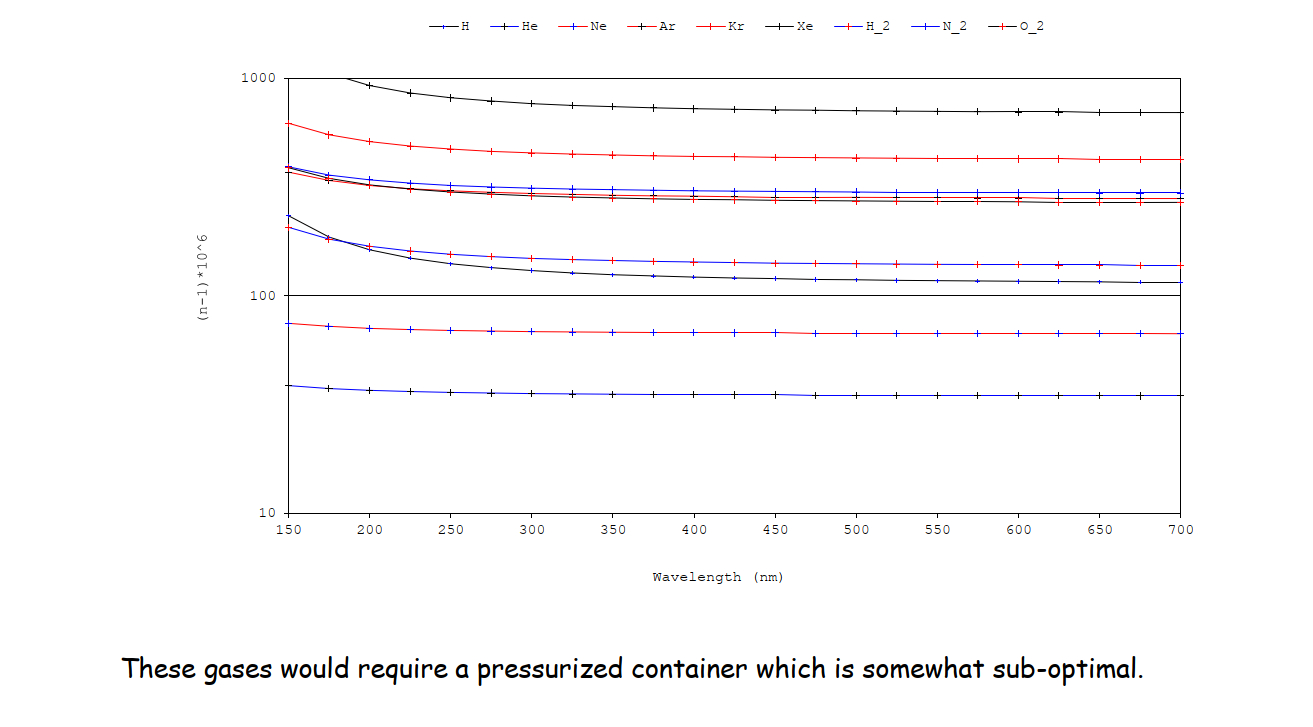 H He Ne Ar Kr Xe H_2 N_2 O_2
1000
(n-1)*10^6
100
10
150 200 250 300 350 400 450 500 550 600 650 700
Wavelength (nm)
These gases would require a pressurized container which is somewhat sub-optimal.